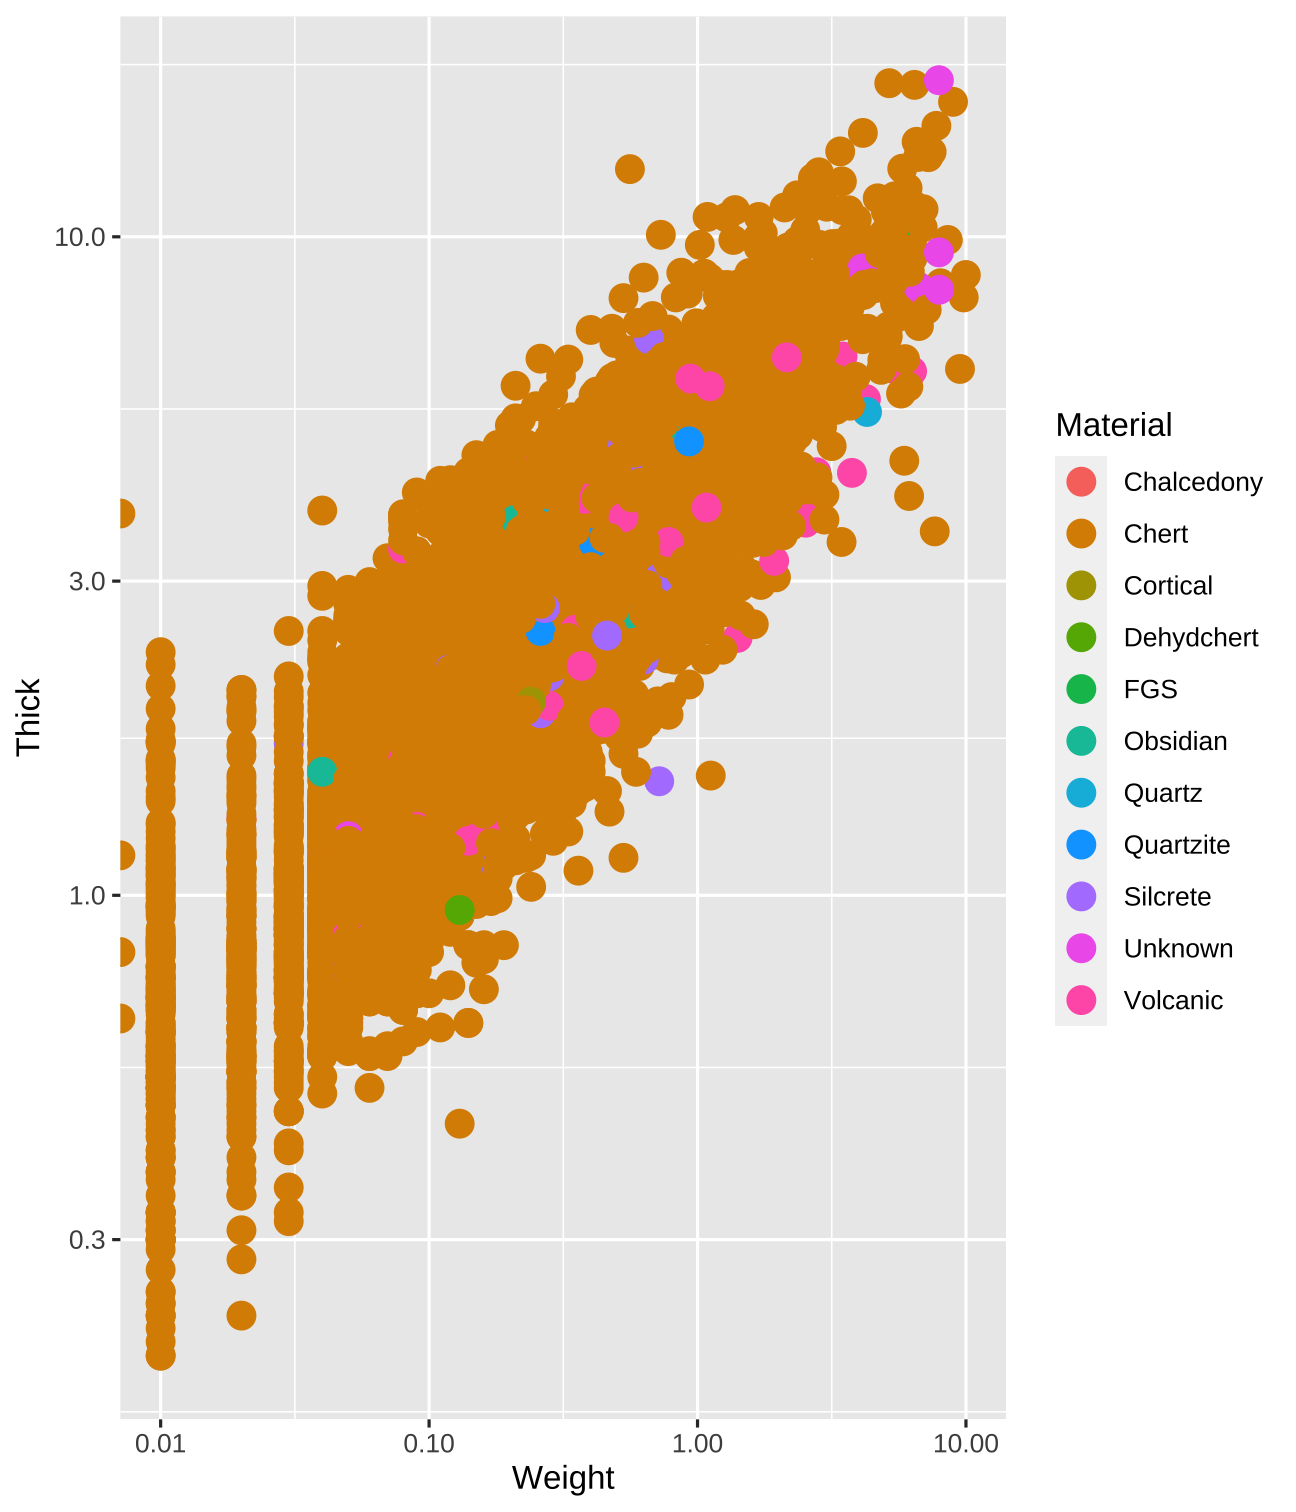 10.0
3.0
1.0
0.3
Thick
0.01
0.10
1.00
10.00
Weight
Material
Chalcedony
Chert
Cortical
Dehydchert
FGS
Obsidian
Quartz
Quartzite
Silcrete
Unknown
Volcanic